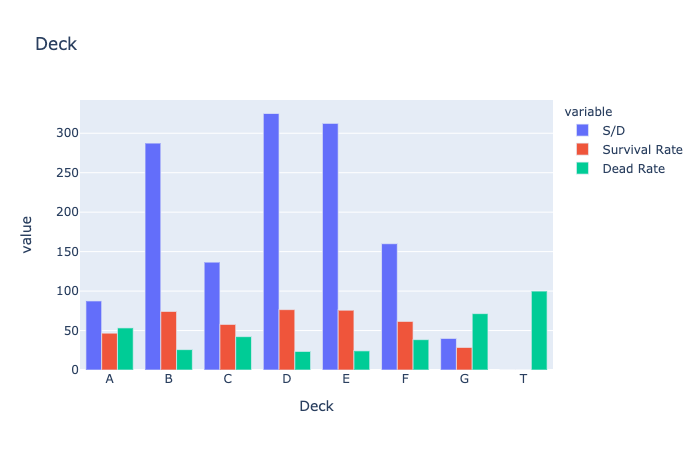 Deck
variable
S/D
Survival Rate
Dead Rate
value
300
250
200
150
100
50
0
A B C D E F G T
Deck